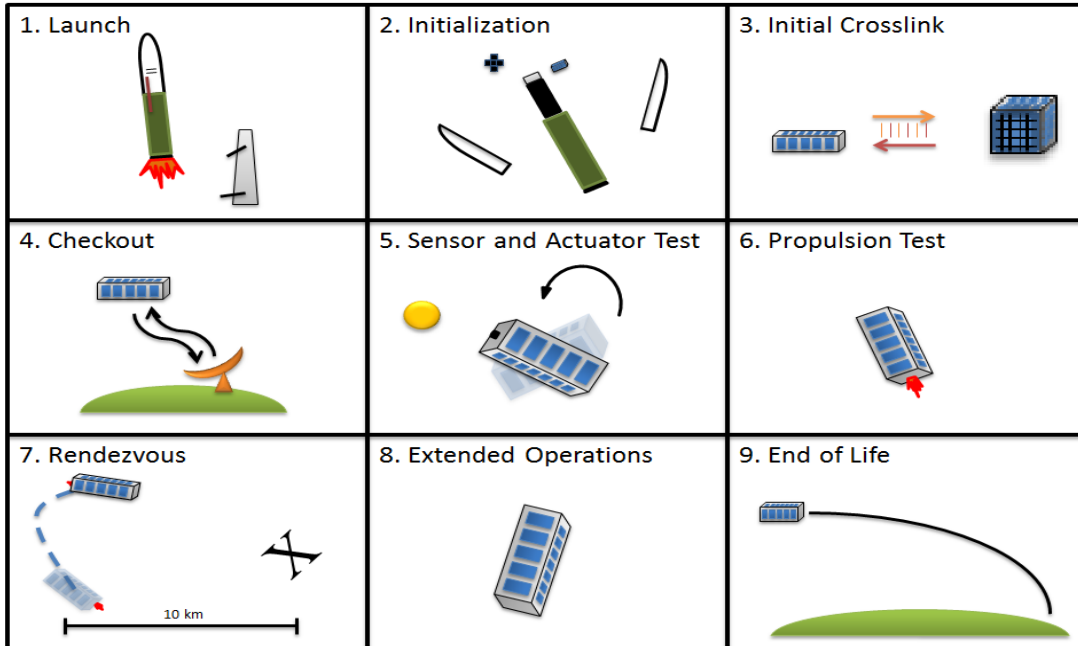 1. Launch
2. Initialization
3. Initial Crosslink
4. Checkout
5. Sensor and Actuator Test
6. Propulsion Test
7. Rendezvous
X
10 km
8. Extended Operations
9. End of Life